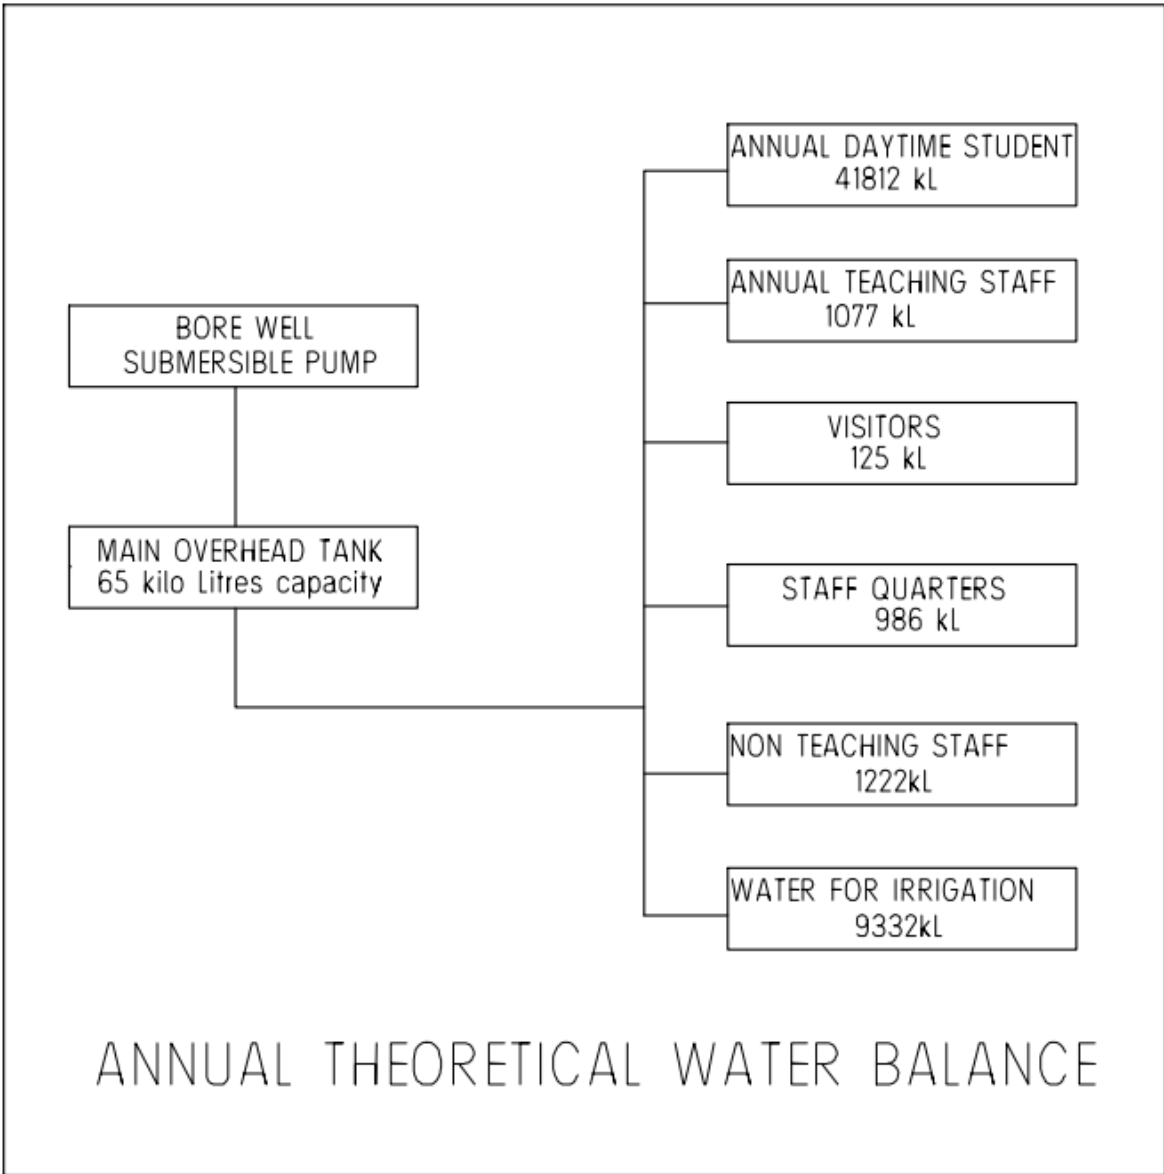 ANNUAL DAYTIME STUDENT
41812 kL
ANNUAL TEACHING STAFF
1077 kL
BORE WELL
SUBMERSIBLE PUMP
VISITORS
125 kL
MAIN OVERHEAD TANK
65 kilo Litres capacity
STAFF QUARTERS
986 kL
NON TEACHING STAFF
1222kL
WATER FOR IRRIGATION
9332kL
ANNUAL THEORETICAL WATER BALANCE